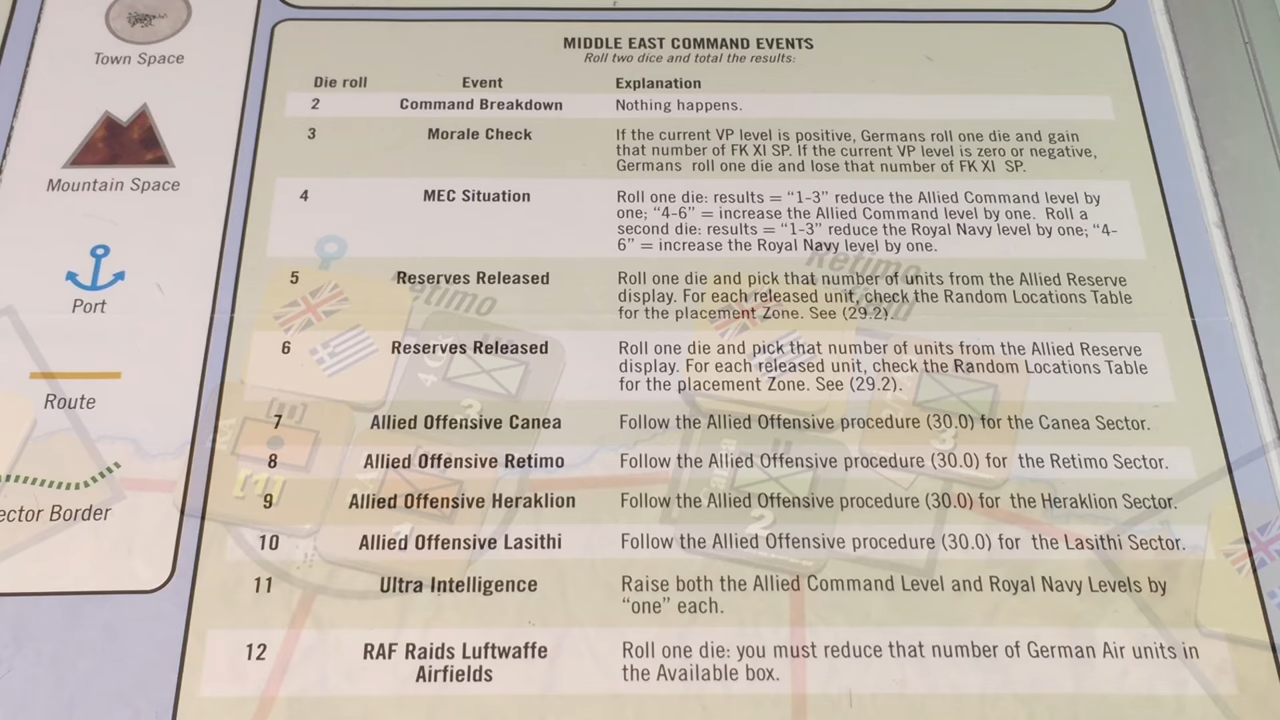 Town Space
Mountain Space
Port
Route
ector Border
MIDDLE EAST COMMAND EVENTS
Roll two dice and total the results:
Die roll Event Explanation
2 Command Breakdown Nothing happens.
3 Morale Check If the current VP level is positive, Germans roll one die and gain
that number of FK XI SP. If the current VP level is zero or negative,
Germans roll one die and lose that number of FK XI SP.
4 MEC Situation Roll one die: results = “1-3” reduce the Allied Command level by
one; “4-6” = increase the Allied Command level by one. Roll a
second die: results = “1-3” reduce the Royal Navy level by one; “4-
6” = increase the Royal Navy level by one.
5 Reserves Released Roll one die and pick that number of units from the Allied Reserve
display. For each released unit, check the Random Locations Table
for the placement Zone. See (29.2).
6 Reserves Released Roll one die and pick that number of units from the Allied Reserve
display. For each released unit, check the Random Locations Table
for the placement Zone. See (29.2).
7 Allied Offensive Canea Follow the Allied Offensive procedure (30.0) for the Canea Sector.
8 Allied Offensive Retimo Follow the Allied Offensive procedure (30.0) for the Retimo Sector.
9 Allied Offensive Heraklion Follow the Allied Offensive procedure (30.0) for the Heraklion Sector.
10 Allied Offensive Lasithi Follow the Allied Offensive procedure (30.0) for the Lasithi Sector.
11 Ultra Intelligence Raise both the Allied Command Level and Royal Navy Levels by
“one” each.
12 RAF Raids Luftwaffe Roll one die: you must reduce that number of German Air units in
Airfields the Available box.
etimo
Retimo
3
3
2